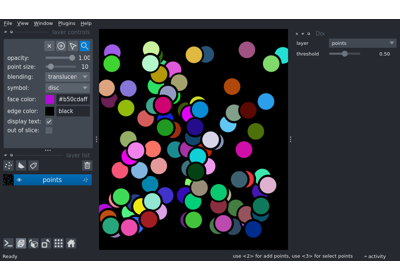 File View Window Plugins Help
layer controls
opacity: 1.00
point size: 10
blending: translucen
symbol: disc
face color: #b50cdaff
edge color: black
display text:
out of slice:
layer list
points
Ready
use <2> for add points, use <3> for select points
activity
layer points
threshold 0.50